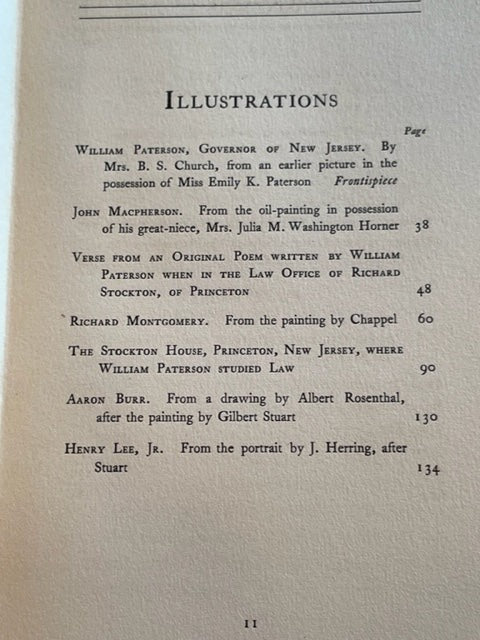 ILLUSTRATIONS
Page
WILLIAM PATERSON, GOVERNOR OF NEW JERSEY. By
Mrs. B. S. Church, from an earlier picture in the
possession of Miss Emily K. Paterson Frontispiece
JOHN MACPHERSON. From the oil-painting in possession
of his great-niece, Mrs. Julia M. Washington Horner 38
VERSE FROM AN ORIGINAL POEM WRITTEN BY WILLIAM
PATERSON WHEN IN THE LAW OFFICE OF RICHARD
STOCKTON, OF PRINCETON 48
RICHARD MONTGOMERY. From the painting by Chappel 60
THE STOCKTON HOUSE, PRINCETON, NEW JERSEY, WHERE
WILLIAM PATERSON STUDIED LAW 90
AARON BURR. From a drawing by Albert Rosenthal,
after the painting by Gilbert Stuart 130
HENRY LEE, JR. From the portrait by J. Herring, after
Stuart 134
11